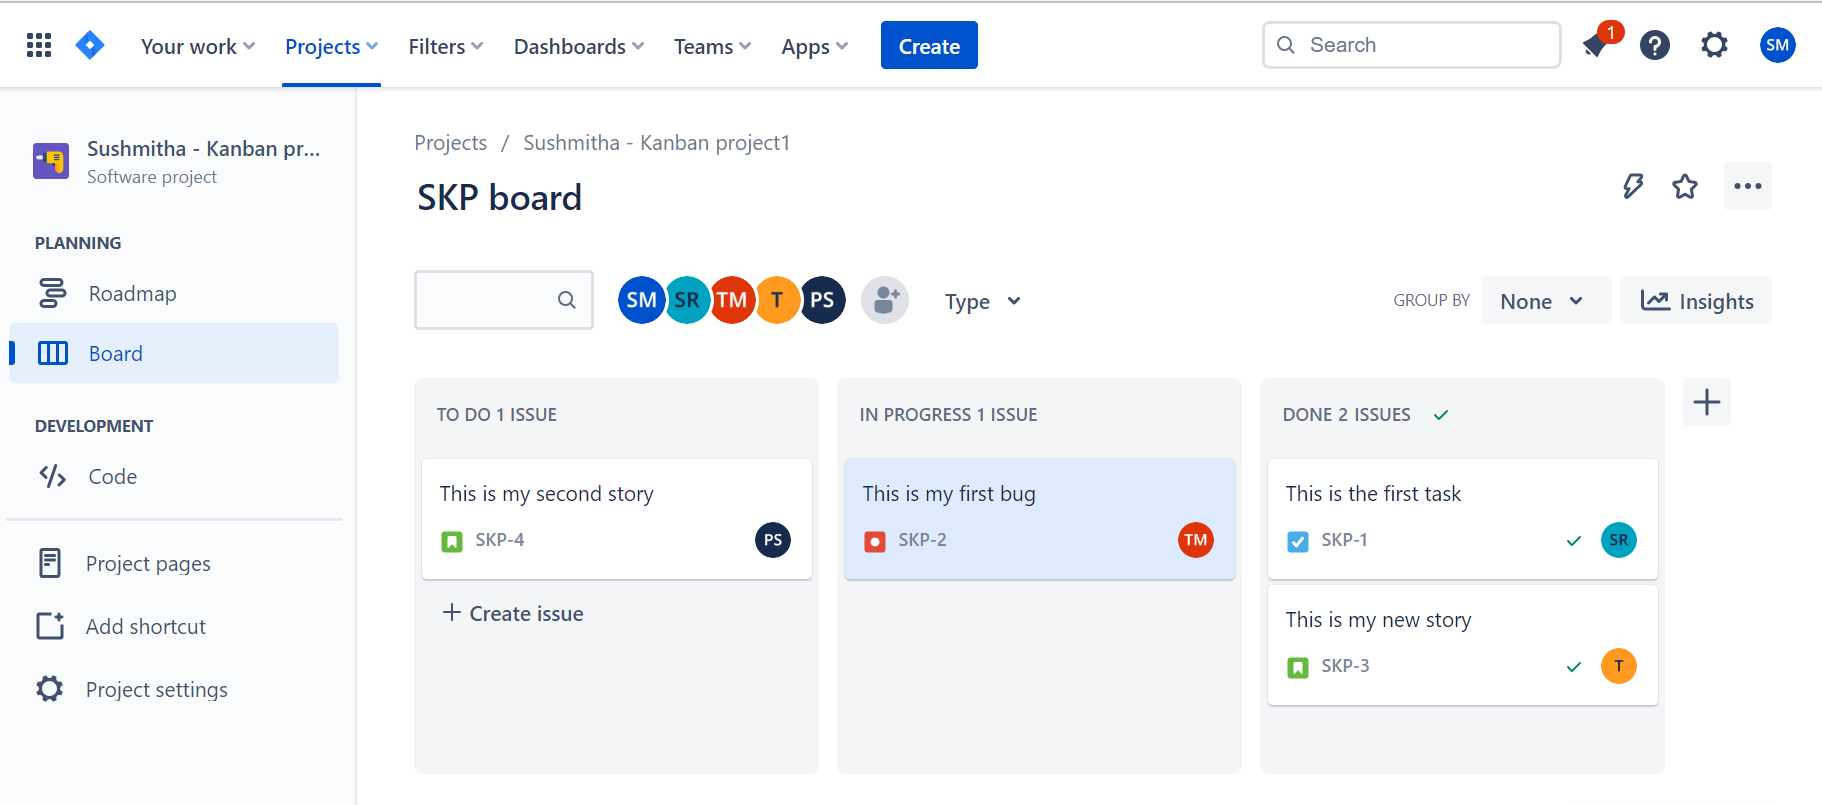 Your work Projects Filters Dashboards Teams Apps Create Search 1 SM
Sushmitha - Kanban pr...
Software project
PLANNING
Roadmap
Board
DEVELOPMENT
Code
Project pages
Add shortcut
Project settings
Projects / Sushmitha - Kanban project1
SKP board
SM SR TM T PS Type GROUP BY None Insights
TO DO 1 ISSUE
This is my second story
SKP-4 PS
Create issue
IN PROGRESS 1 ISSUE
This is my first bug
SKP-2 TM
DONE 2 ISSUES
This is the first task
SKP-1 SR
This is my new story
SKP-3 T